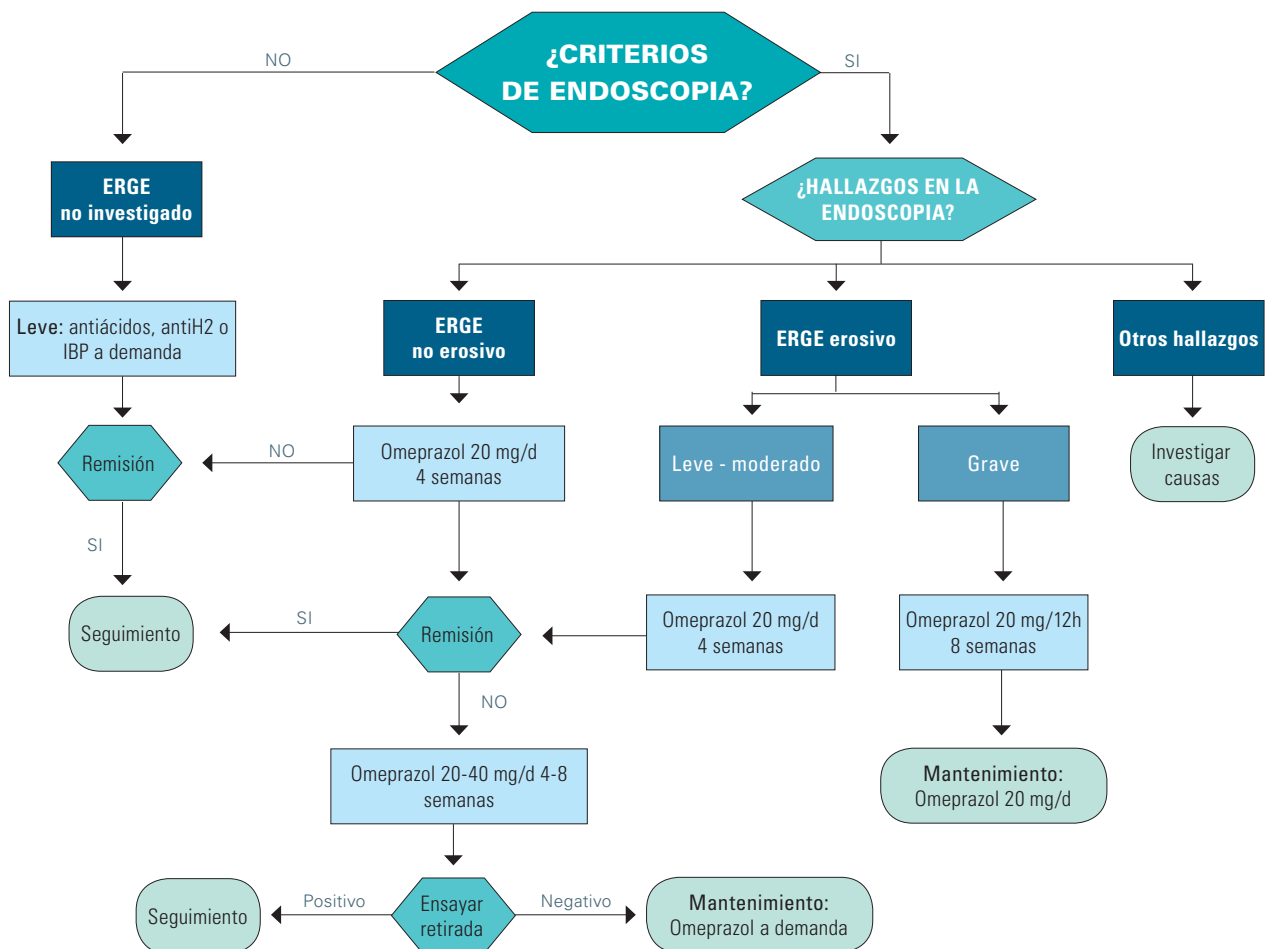 ¿CRITERIOS
DE ENDOSCOPIA?
NO
SI
ERGE
no investigado
¿HALLAZGOS EN LA
ENDOSCOPIA?
Leve: antiácidos, antiH2 o
IBP a demanda
ERGE
no erosivo
ERGE erosivo
Otros hallazgos
Remisión
NO
Omeprazol 20 mg/d
4 semanas
Leve - moderado
Grave
Investigar
causas
SI
Seguimiento
SI
Remisión
Omeprazol 20 mg/d
4 semanas
Omeprazol 20 mg/12h
8 semanas
NO
Omeprazol 20-40 mg/d 4-8
semanas
Mantenimiento:
Omeprazol 20 mg/d
Seguimiento
Positivo
Ensayar
retirada
Negativo
Mantenimiento:
Omeprazol a demanda